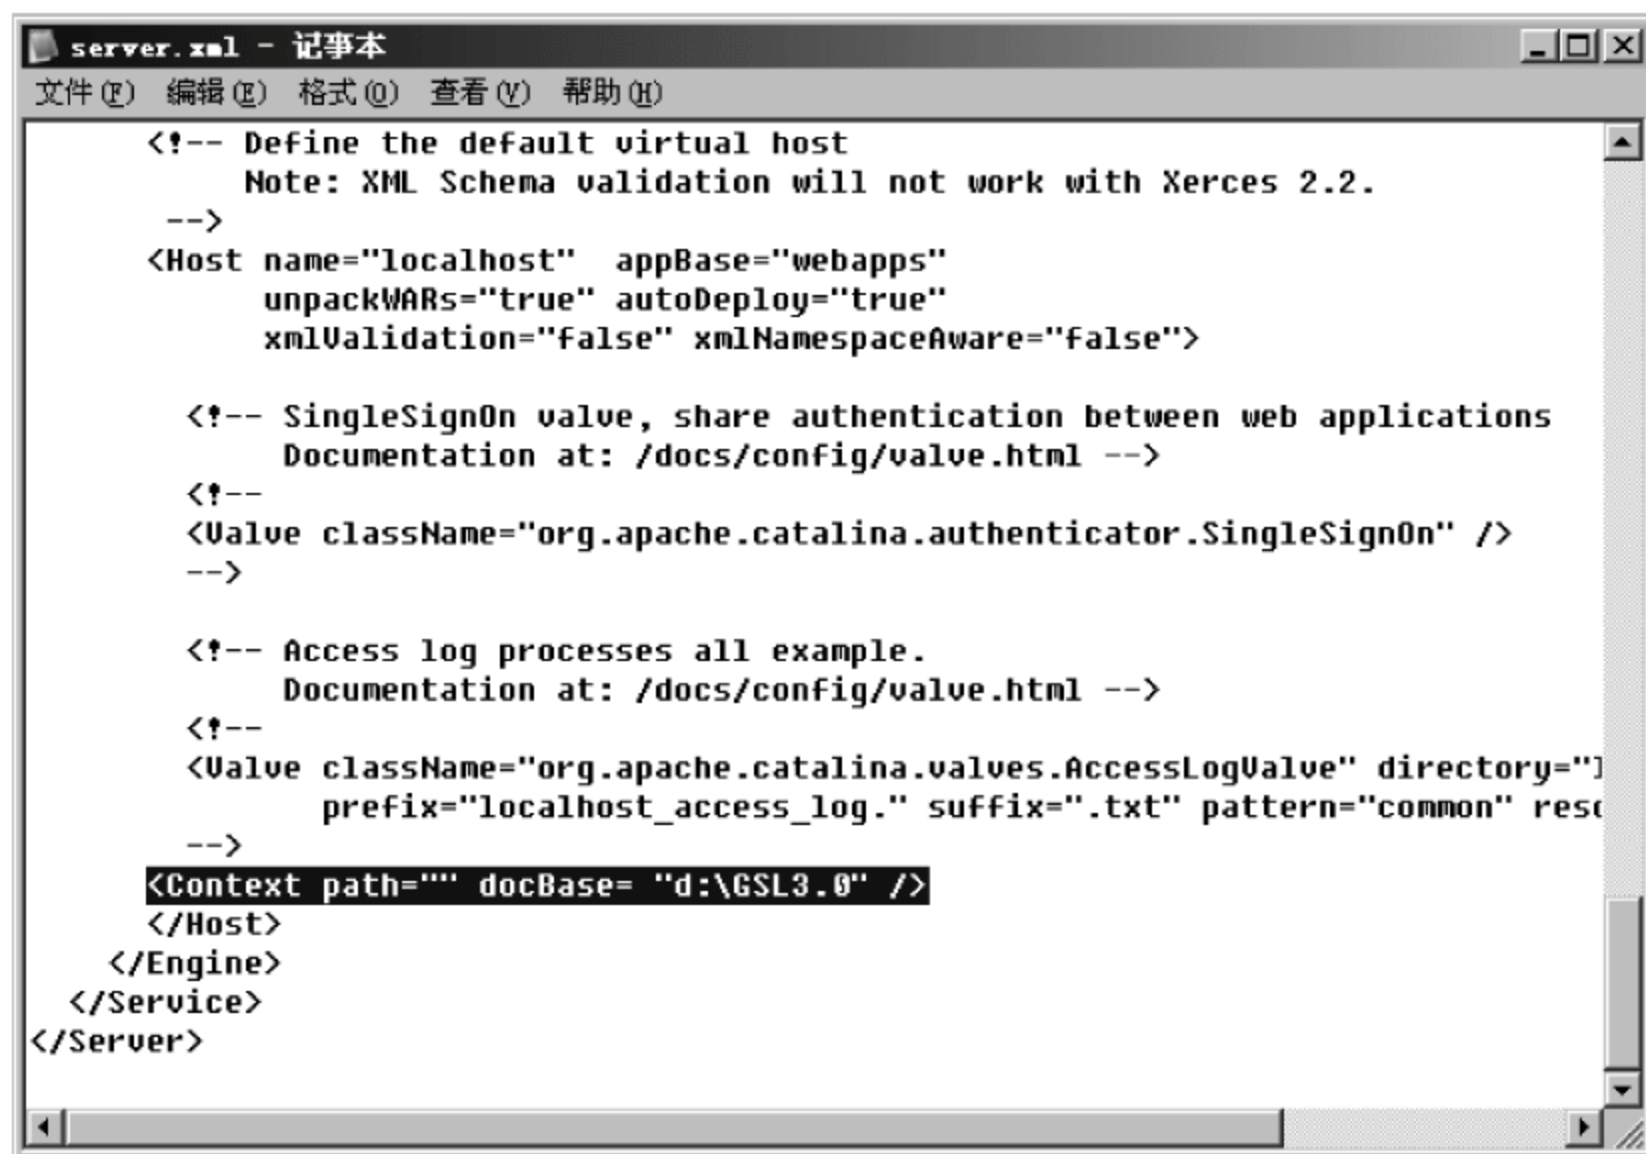 server.xml - 记事本
文件(F) 编辑(E) 格式(O) 查看(V) 帮助(H)
<!-- Define the default virtual host
Note: XML Schema validation will not work with Xerces 2.2.
-->
<Host name="localhost"  appBase="webapps"
unpackWARs="true" autoDeploy="true"
xmlValidation="false" xmlNamespaceAware="false">
<!-- SingleSignOn valve, share authentication between web applications
Documentation at: /docs/config/valve.html -->
<!--
<Valve className="org.apache.catalina.authenticator.SingleSignOn" />
-->
<!-- Access log processes all example.
Documentation at: /docs/config/valve.html -->
<!--
<Valve className="org.apache.catalina.valves.AccessLogValve" directory="
prefix="localhost_access_log." suffix=".txt" pattern="common"
-->
<Context path="" docBase= "d:\GSL3.0" />
</Host>
</Engine>
</Service>
</Server>